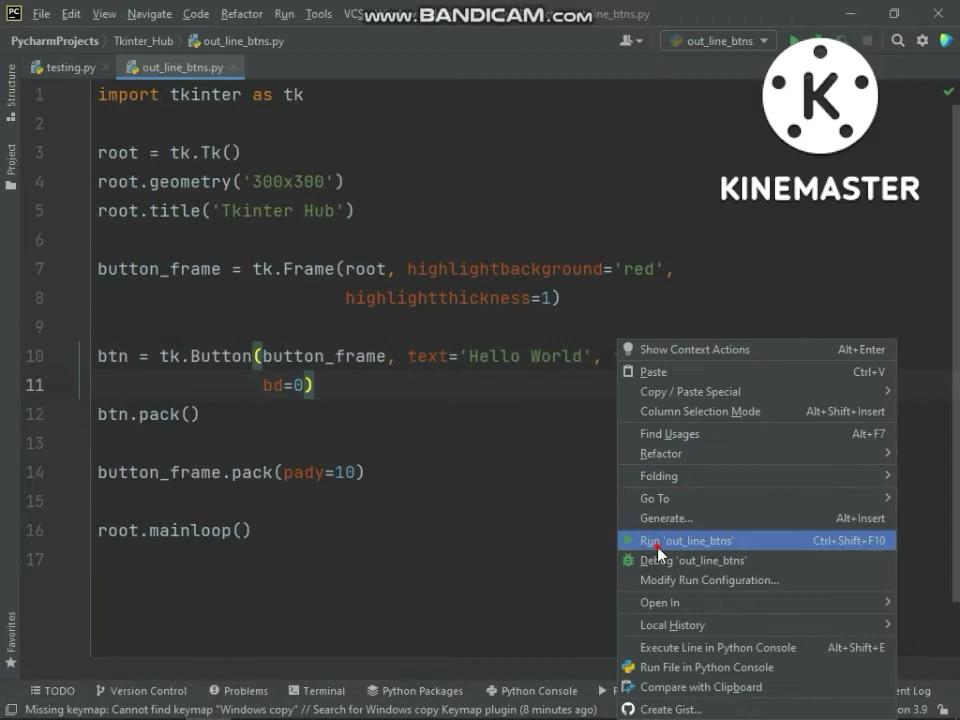 File Edit View Navigate Code Refactor Run Tools VCS www.BANDICAM.com line_btns.py
PycharmProjects Tkinter_Hub out_line_btns.py out_line_btns
testing.py out_line_btns.py
Structure
Project
Favorites
KINEMASTER
1 import tkinter as tk
2
3 root = tk.Tk()
4 root.geometry('300x300')
5 root.title('Tkinter Hub')
6
7 button_frame = tk.Frame(root, highlightbackground='red',
8 highlightthickness=1)
9
10 btn = tk.Button(button_frame, text='Hello World',
11 bd=0)
12 btn.pack()
13
14 button_frame.pack(pady=10)
15
16 root.mainloop()
17
Show Context Actions Alt+Enter
Paste Ctrl+V
Copy / Paste Special
Column Selection Mode Alt+Shift+Insert
Find Usages Alt+F7
Refactor
Folding
Go To
Generate... Alt+Insert
Run 'out_line_btns' Ctrl+Shift+F10
Debug 'out_line_btns'
Modify Run Configuration...
Open In
Local History
Execute Line in Python Console Alt+Shift+E
Run File in Python Console
Compare with Clipboard
Create Gist...
TODO Version Control Problems Terminal Python Packages Python Console ent Log
Missing keymap: Cannot find keymap "Windows copy" // Search for Windows copy Keymap plugin (8 minutes ago) on 3.9